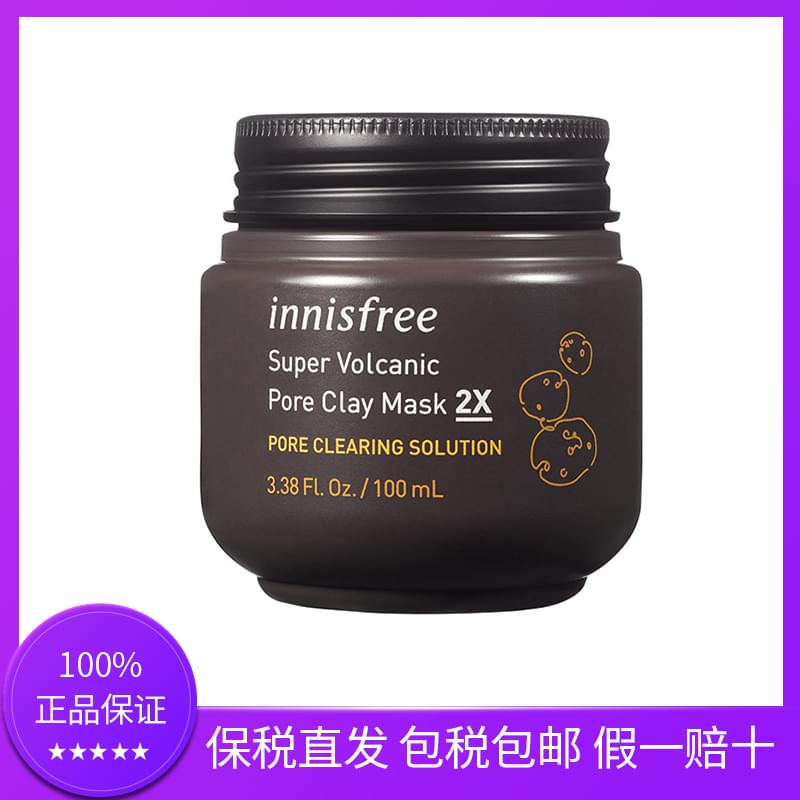 innisfree
Super Volcanic
Pore Clay Mask 2X
PORE CLEARING SOLUTION
3.38 Fl. Oz. / 100 mL
100%
正品保证
★★★★★
保税直发 包税包邮 假一赔十